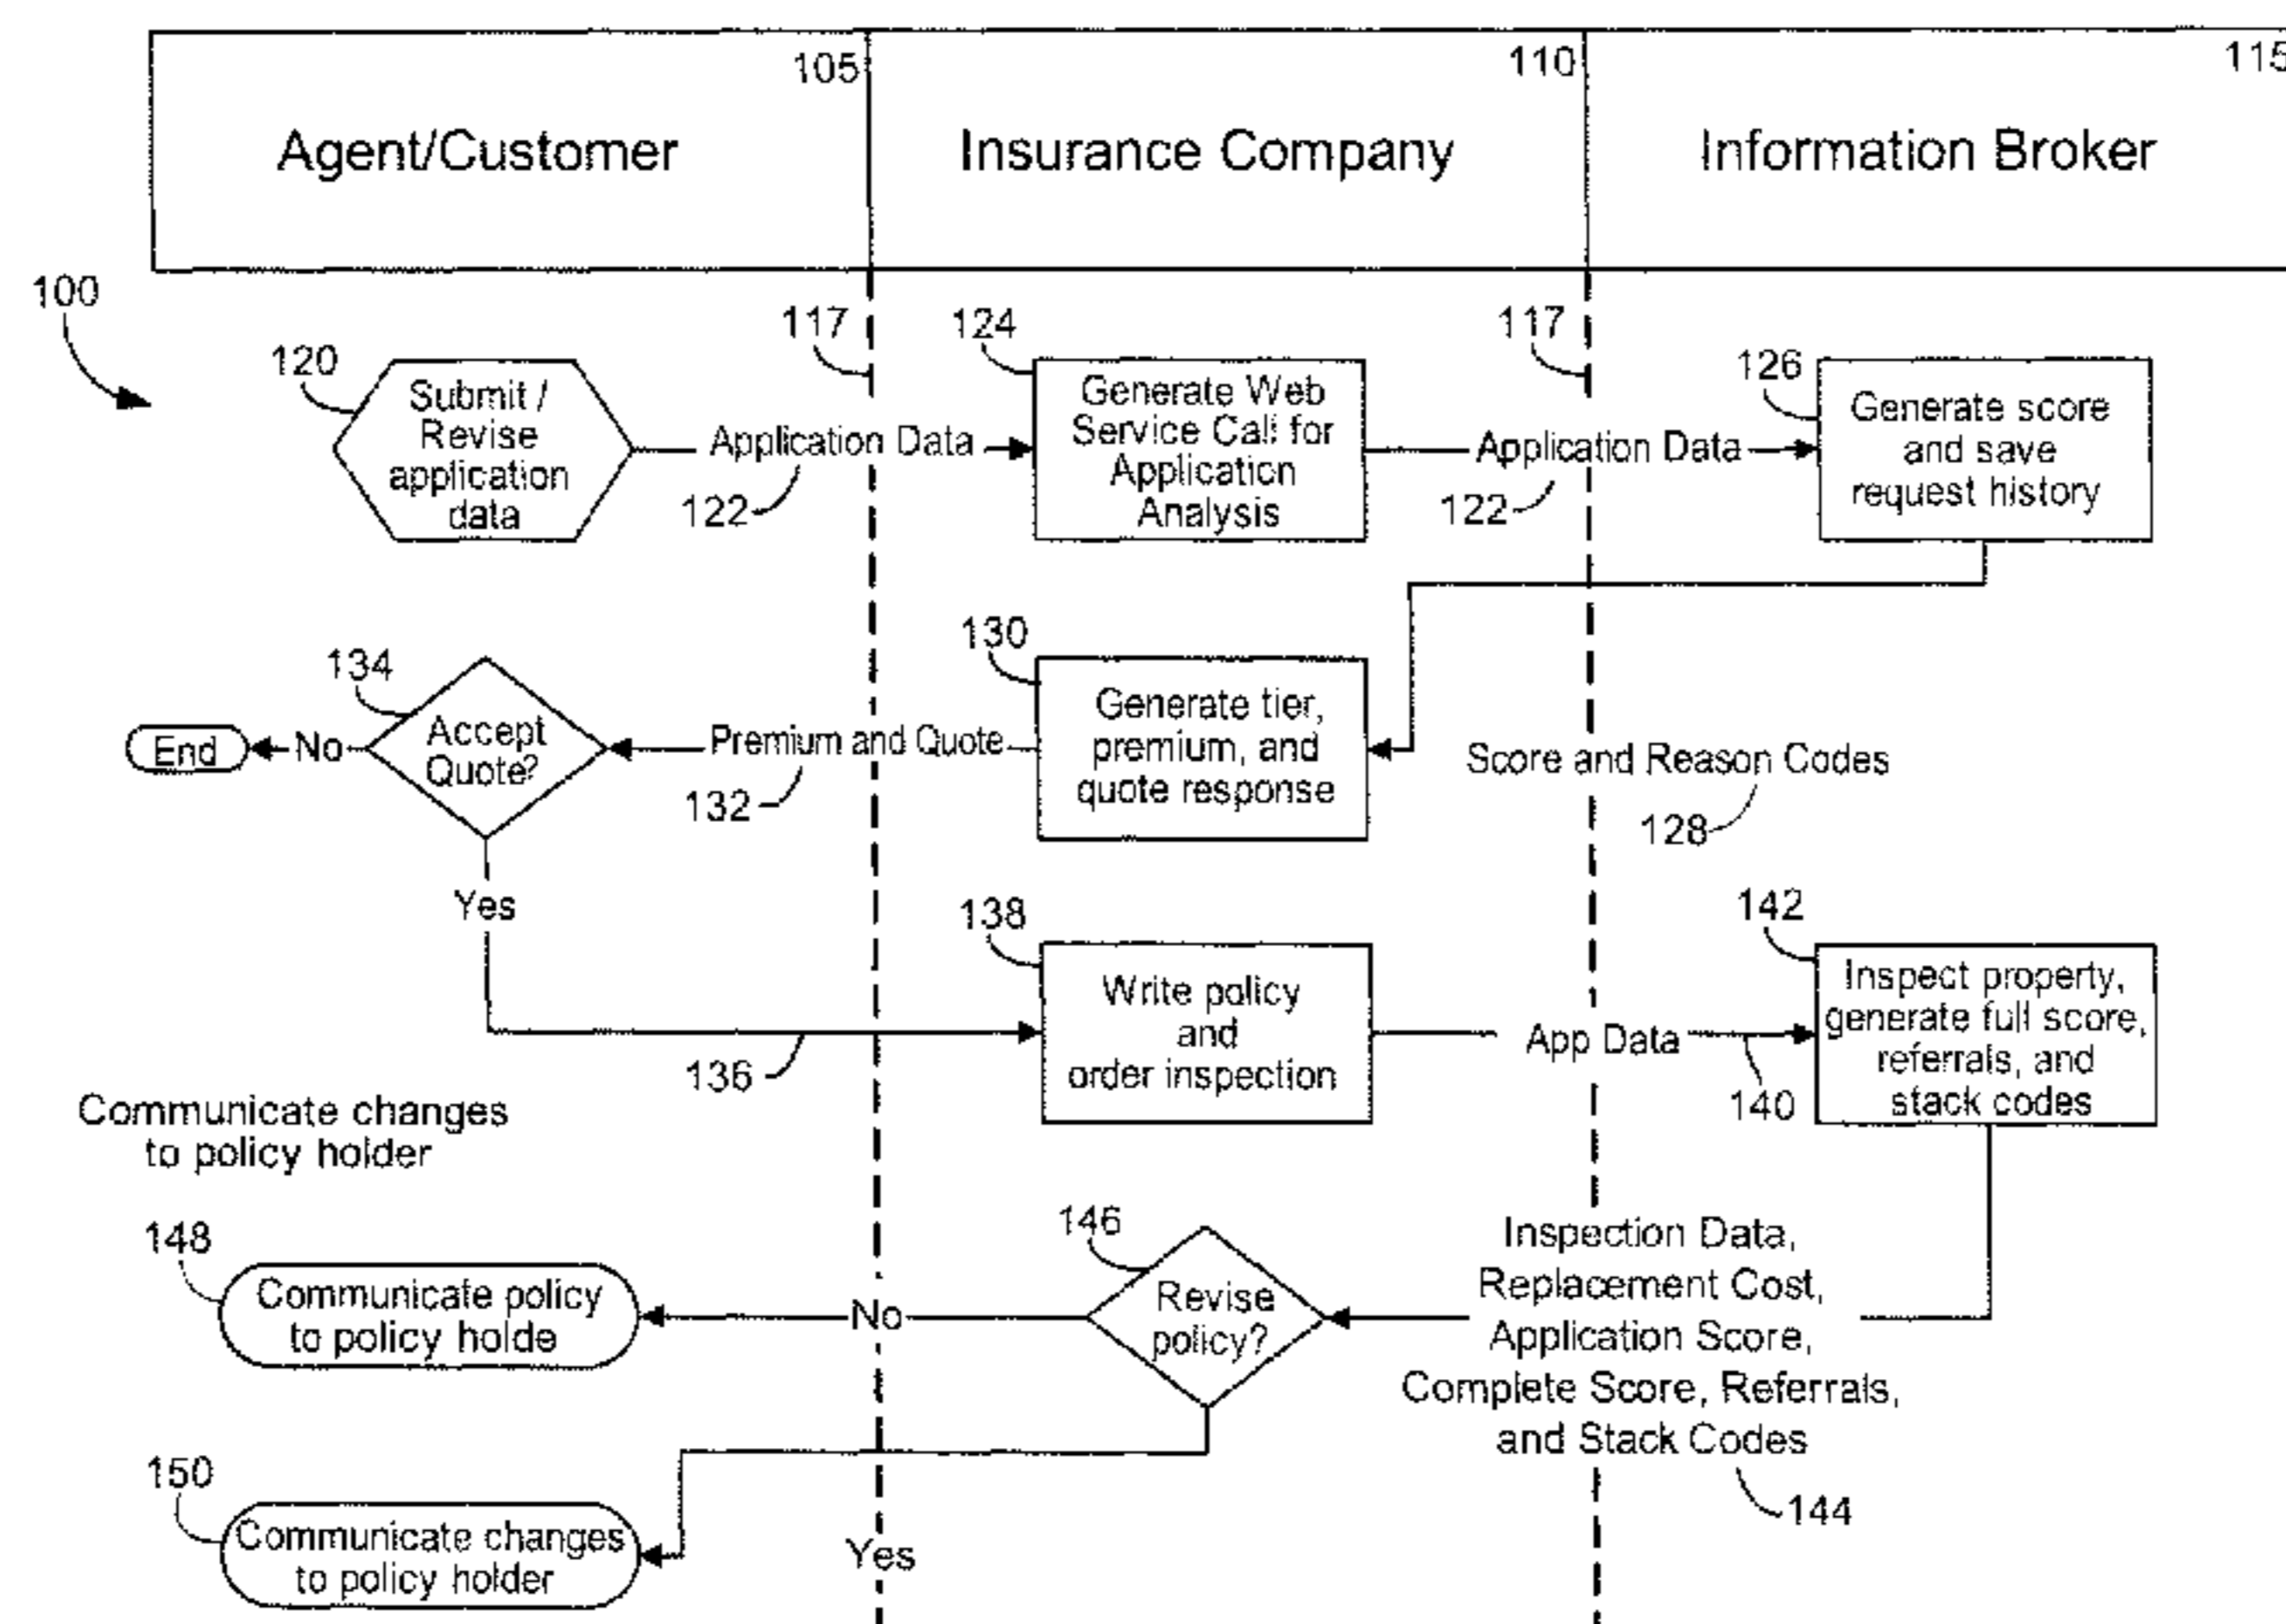 105
110
115
Agent/Customer
Insurance Company
Information Broker
100
117
124
117
120
126
Submit /
Revise
application
data
Application Data
122
Generate Web
Service Call for
Application
Analysis
Application Data
122
Generate score
and save
request history
134
130
End
No
Accept
Quote?
Premium and Quote
132
Generate tier,
premium, and
quote response
Score and Reason Codes
128
Yes
138
142
136
Write policy
and
order inspection
App Data
140
Inspect property,
generate full score,
referrals, and
stack codes
Communicate changes
to policy holder
148
146
Communicate policy
to policy holde
No
Revise
policy?
Inspection Data,
Replacement Cost,
Application Score,
Complete Score, Referrals,
and Stack Codes
144
150
Communicate changes
to policy holder
Yes